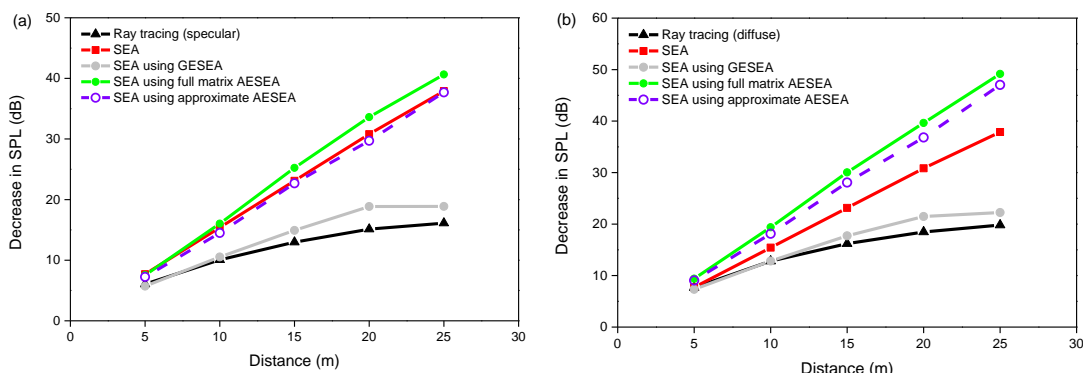 (a)
50
40
30
20
10
0
Decrease in SPL (dB)
Ray tracing (specular)
SEA
SEA using GESEA
SEA using full matrix AESEA
SEA using approximate AESEA
0 5 10 15 20 25 30
Distance (m)
(b)
60
50
40
30
20
10
0
Decrease in SPL (dB)
Ray tracing (diffuse)
SEA
SEA using GESEA
SEA using full matrix AESEA
SEA using approximate AESEA
0 5 10 15 20 25 30
Distance (m)